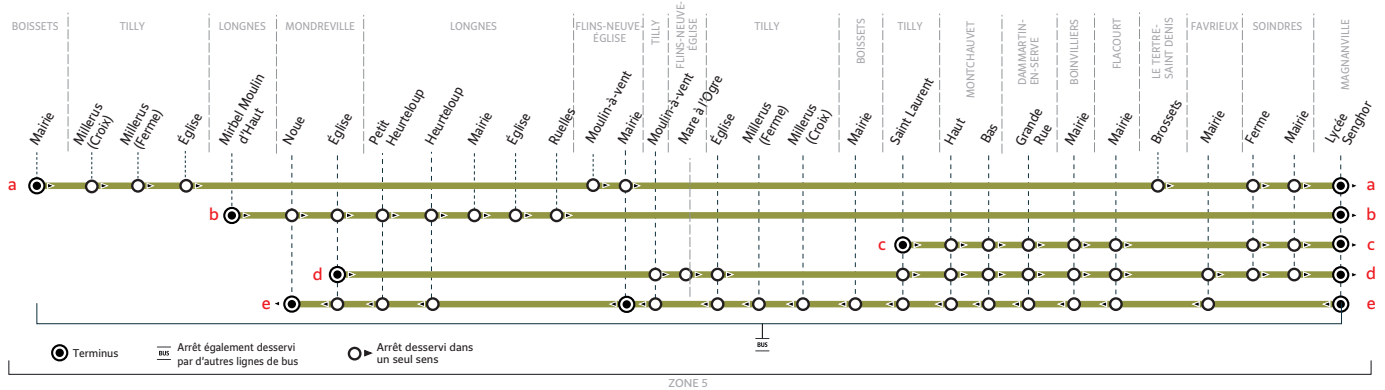 BOISSETS
TILLY
LONGNES
MONDREVILLE
LONGNES
FLINS-NEUVE-
ÉGLISE
TILLY
FLINS-NEUVE-
ÉGLISE
TILLY
BOISSETS
TILLY
MONTCHAUVET
DAMMARTIN-
EN-SERVE
BOINVILLIERS
FLACOURT
LE TERTRE-
SAINT DENIS
FAVRIEUX
SOINDRES
MAGNANVILLE
Mairie
Millerus
(Croix)
Millerus
(Ferme)
Église
Mirbel Moulin
d'Haut
Noue
Église
Petit
Heurteloup
Heurteloup
Mairie
Église
Ruelles
Moulin-à-vent
Mairie
Moulin-à-vent
Mare à l'Ogre
Église
Millerus
(Ferme)
Millerus
(Croix)
Mairie
Saint Laurent
Haut
Bas
Grande
Rue
Mairie
Mairie
Brossets
Mairie
Ferme
Mairie
Lycée
Senghor
a
a
b
b
c
c
d
d
e
e
BUS
Terminus
BUS
Arrêt également desservi
par d'autres lignes de bus
Arrêt desservi dans
un seul sens
ZONE 5